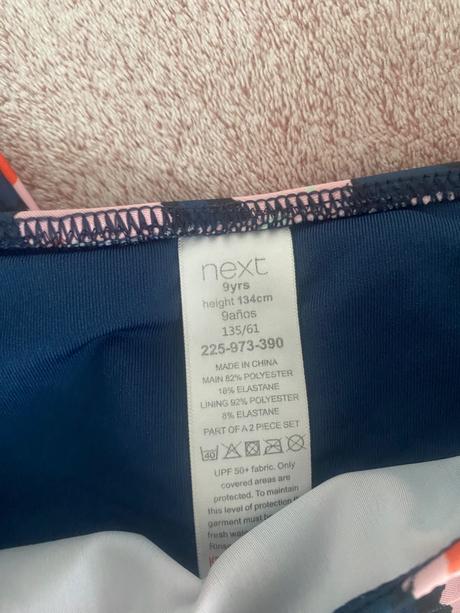 next
9yrs
height 134cm
9años
135/61
225-973-390
MADE IN CHINA
MAIN 82% POLYESTER
18% ELASTANE
LINING 92% POLYESTER
8% ELASTANE
PART OF A 2 PIECE SET
40
UPF 50+ fabric. Only
covered areas are
protected. To maintain
this level of protection
garment must be
fresh